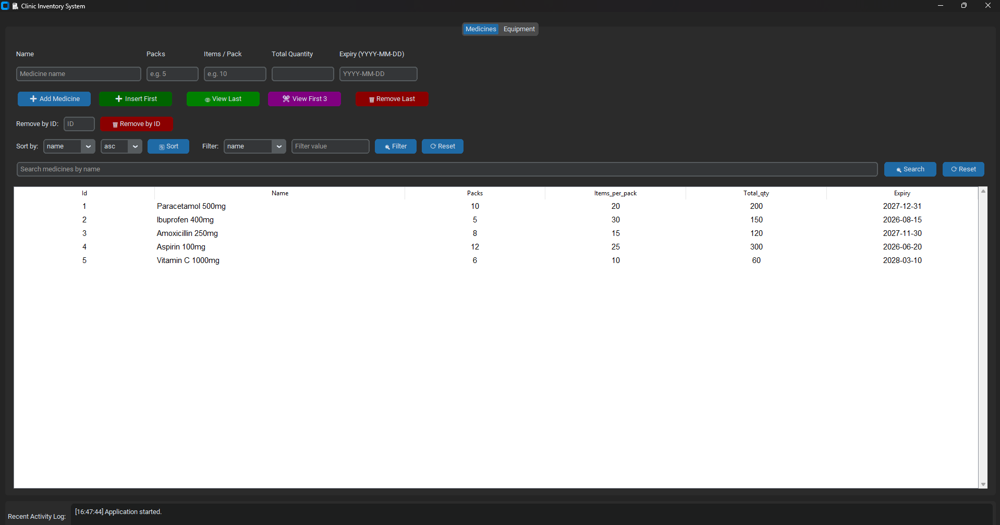 Clinic Inventory System
Medicines Equipment
Name Packs Items / Pack Total Quantity Expiry (YYYY-MM-DD)
Medicine name e.g. 5 e.g. 10 YYYY-MM-DD
Add Medicine Insert First View Last View First 3 Remove Last
Remove by ID: ID Remove by ID
Sort by: name asc Sort Filter: name Filter value Filter Reset
Search medicines by name Search Reset
Id Name Packs Items_per_pack Total_qty Expiry
1 Paracetamol 500mg 10 20 200 2027-12-31
2 Ibuprofen 400mg 5 30 150 2026-08-15
3 Amoxicillin 250mg 8 15 120 2027-11-30
4 Aspirin 100mg 12 25 300 2026-06-20
5 Vitamin C 1000mg 6 10 60 2028-03-10
Recent Activity Log: [16:47:44] Application started.